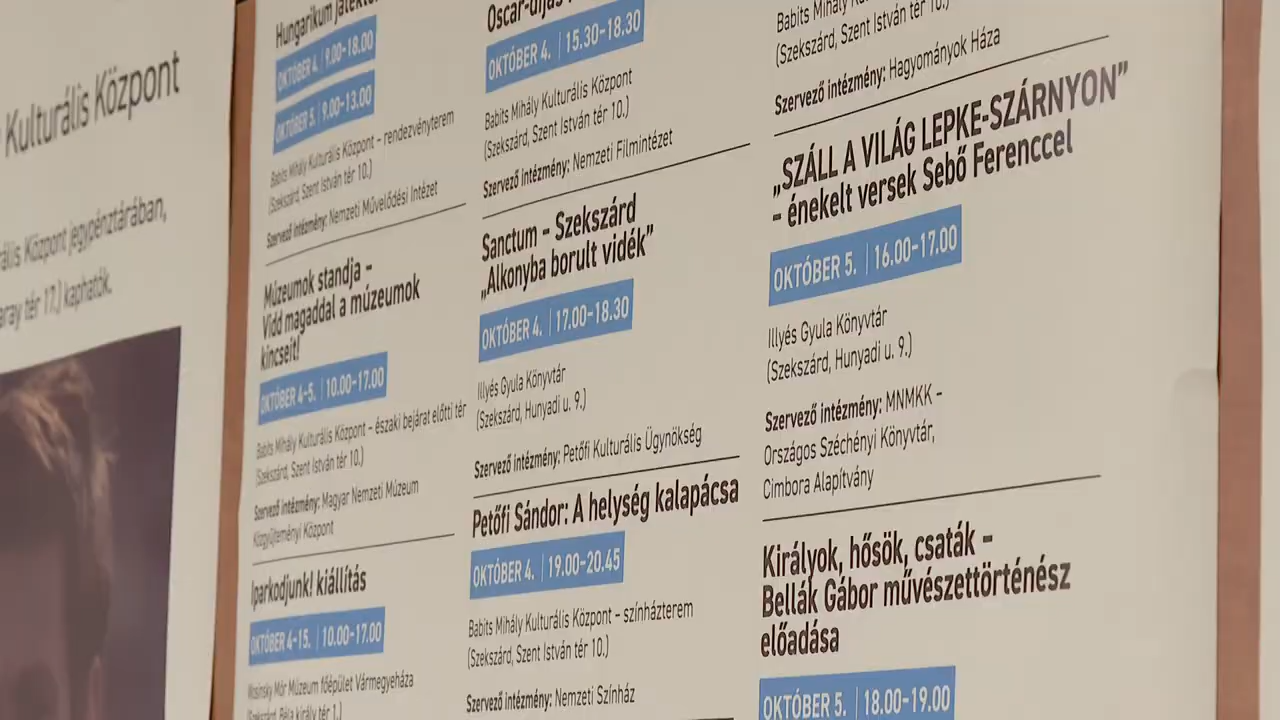 Kulturális Központ
Központ jegypénztárában,
tér 17.) kaphatók.
Hungarikum
OKTÓBER 4. | 9.00-18.00
OKTÓBER 5. | 9.00-13.00
Babits Mihály Kulturális Központ – rendezvényterem
(Szekszárd, Szent István tér 10.)
Szervező intézmény: Nemzeti Művelődési Intézet
Múzeumok standja –
Vidd magaddal a múzeumok
kincseit!
OKTÓBER 4-5. | 10.00-17.00
Babits Mihály Kulturális Központ – északi bejárat előtti tér
(Szekszárd, Szent István tér 10.)
Szervező intézmény: Magyar Nemzeti Múzeum
Közgyűjteményi Központ
Iparkodjunk! kiállítás
OKTÓBER 4-15. | 10.00-17.00
Wosinsky Mór Múzeum főépület Vármegyeháza
(Szekszárd, Béla király tér 1.)
Oscar-díjas
OKTÓBER 4. | 15.30-18.30
Babits Mihály Kulturális Központ
(Szekszárd, Szent István tér 10.)
Szervező intézmény: Nemzeti Filmintézet
Sanctum – Szekszárd
„Alkonyba borult vidék”
OKTÓBER 4. | 17.00-18.30
Illyés Gyula Könyvtár
(Szekszárd, Hunyadi u. 9.)
Szervező intézmény: Petőfi Kulturális Ügynökség
Petőfi Sándor: A helység kalapácsa
OKTÓBER 4. | 19.00-20.45
Babits Mihály Kulturális Központ – színházterem
(Szekszárd, Szent István tér 10.)
Szervező intézmény: Nemzeti Színház
Babits Mihály
(Szekszárd, Szent István tér 10.)
Szervező intézmény: Hagyományok Háza
„SZÁLL A VILÁG LEPKE-SZÁRNYON”
– énekelt versek Sebő Ferenccel
OKTÓBER 5. | 16.00-17.00
Illyés Gyula Könyvtár
(Szekszárd, Hunyadi u. 9.)
Szervező intézmény: MNMKK –
Országos Széchényi Könyvtár,
Cimbora Alapítvány
Királyok, hősök, csaták –
Bellák Gábor művészettörténész
előadása
OKTÓBER 5. | 18.00-19.00